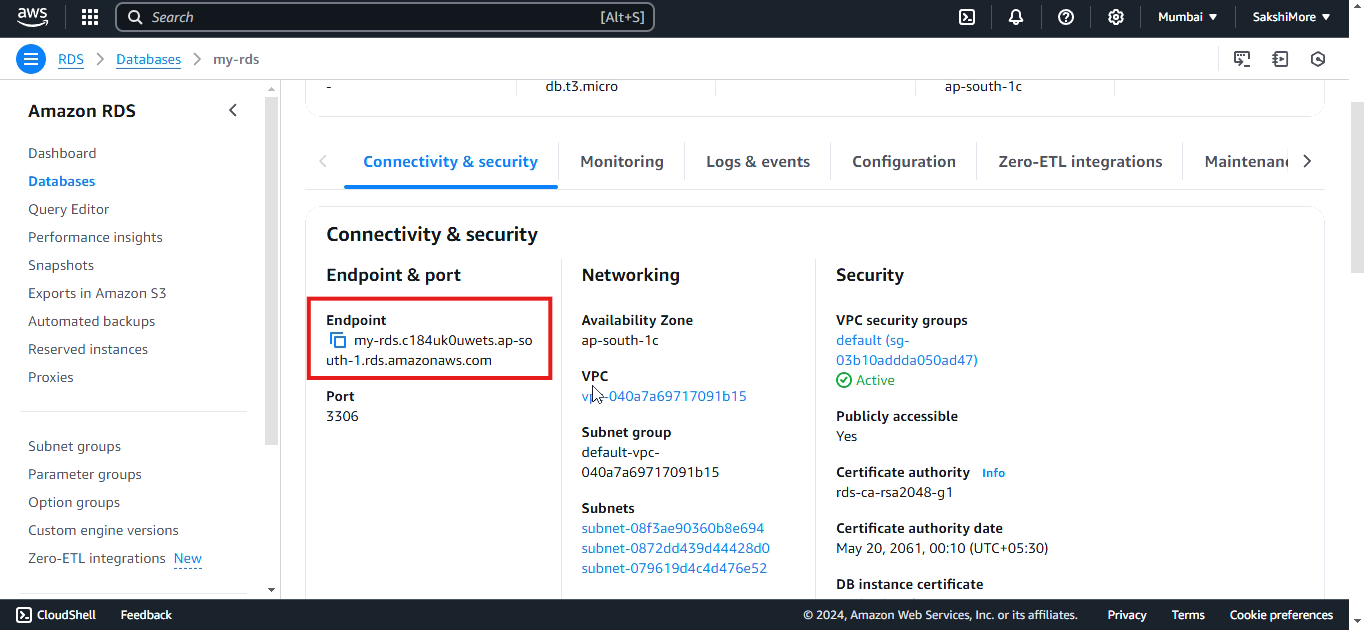 aws
Search [Alt+S]
Mumbai ▼ SakshiMore ▼
RDS > Databases > my-rds
Amazon RDS
Dashboard
Databases
Query Editor
Performance insights
Snapshots
Exports in Amazon S3
Automated backups
Reserved instances
Proxies
Subnet groups
Parameter groups
Option groups
Custom engine versions
Zero-ETL integrations New
- db.t3.micro ap-south-1c
Connectivity & security Monitoring Logs & events Configuration Zero-ETL integrations Maintenanc
Connectivity & security
Endpoint & port
Endpoint
my-rds.c184uk0uwets.ap-so
uth-1.rds.amazonaws.com
Port
3306
Networking
Availability Zone
ap-south-1c
VPC
vpc-040a7a69717091b15
Subnet group
default-vpc-
040a7a69717091b15
Subnets
subnet-08f3ae90360b8e694
subnet-0872dd439d44428d0
subnet-079619d4c4d476e52
Security
VPC security groups
default (sg-
03b10addda050ad47)
Active
Publicly accessible
Yes
Certificate authority Info
rds-ca-rsa2048-g1
Certificate authority date
May 20, 2061, 00:10 (UTC+05:30)
DB instance certificate
CloudShell Feedback © 2024, Amazon Web Services, Inc. or its affiliates. Privacy Terms Cookie preferences